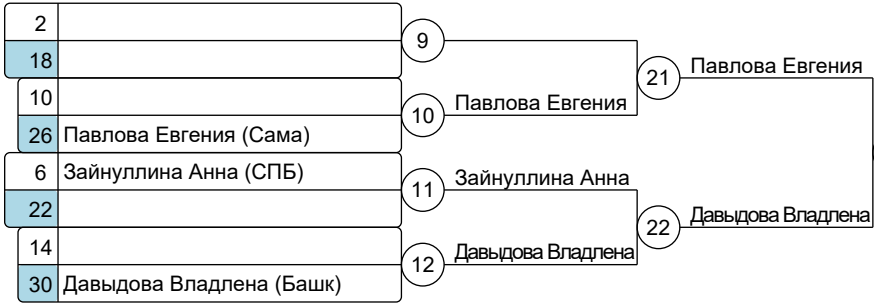 2
18
9
10
26 Павлова Евгения (Сама)
10
Павлова Евгения
21
Павлова Евгения
6 Зайнуллина Анна (СПБ)
22
11
Зайнуллина Анна
14
30 Давыдова Владлена (Башк)
12
Давыдова Владлена
22
Давыдова Владлена